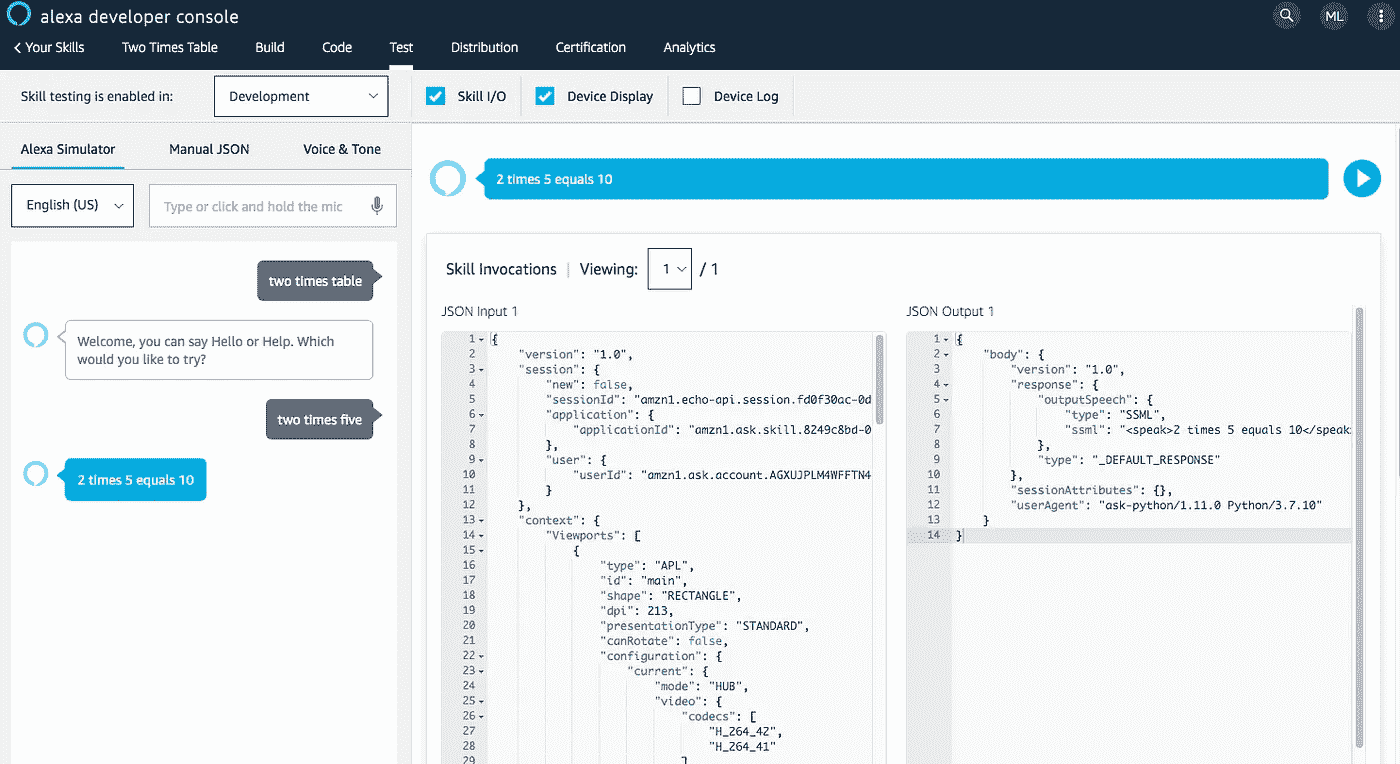 alexa developer console
ML
Your Skills Two Times Table Build Code Test Distribution Certification Analytics
Skill testing is enabled in: Development Skill I/O Device Display Device Log
Alexa Simulator Manual JSON Voice & Tone
English (US) Type or click and hold the mic
two times table
Welcome, you can say Hello or Help. Which
would you like to try?
two times five
2 times 5 equals 10
2 times 5 equals 10
Skill Invocations | Viewing: 1 / 1
JSON Input 1
1 {
2 "version": "1.0",
3 "session": {
4 "new": false,
5 "sessionId": "amzn1.echo-api.session.fd0f30ac-0d
6 "application": {
7 "applicationId": "amzn1.ask.skill.8249c8bd-0
8 },
9 "user": {
10 "userId": "amzn1.ask.account.AGXUJPLM4WFFTN4
11 }
12 },
13 "context": {
14 "Viewports": [
15 {
16 "type": "APL",
17 "id": "main",
18 "shape": "RECTANGLE",
19 "dpi": 213,
20 "presentationType": "STANDARD",
21 "canRotate": false,
22 "configuration": {
23 "current": {
24 "mode": "HUB",
25 "video": {
26 "codecs": [
27 "H_264_42",
28 "H_264_41"
29 ]
JSON Output 1
1 {
2 "body": {
3 "version": "1.0",
4 "response": {
5 "outputSpeech": {
6 "type": "SSML",
7 "ssml": "<speak>2 times 5 equals 10</speak>
8 },
9 "type": "_DEFAULT_RESPONSE"
10 },
11 "sessionAttributes": {},
12 "userAgent": "ask-python/1.11.0 Python/3.7.10"
13 }
14 }